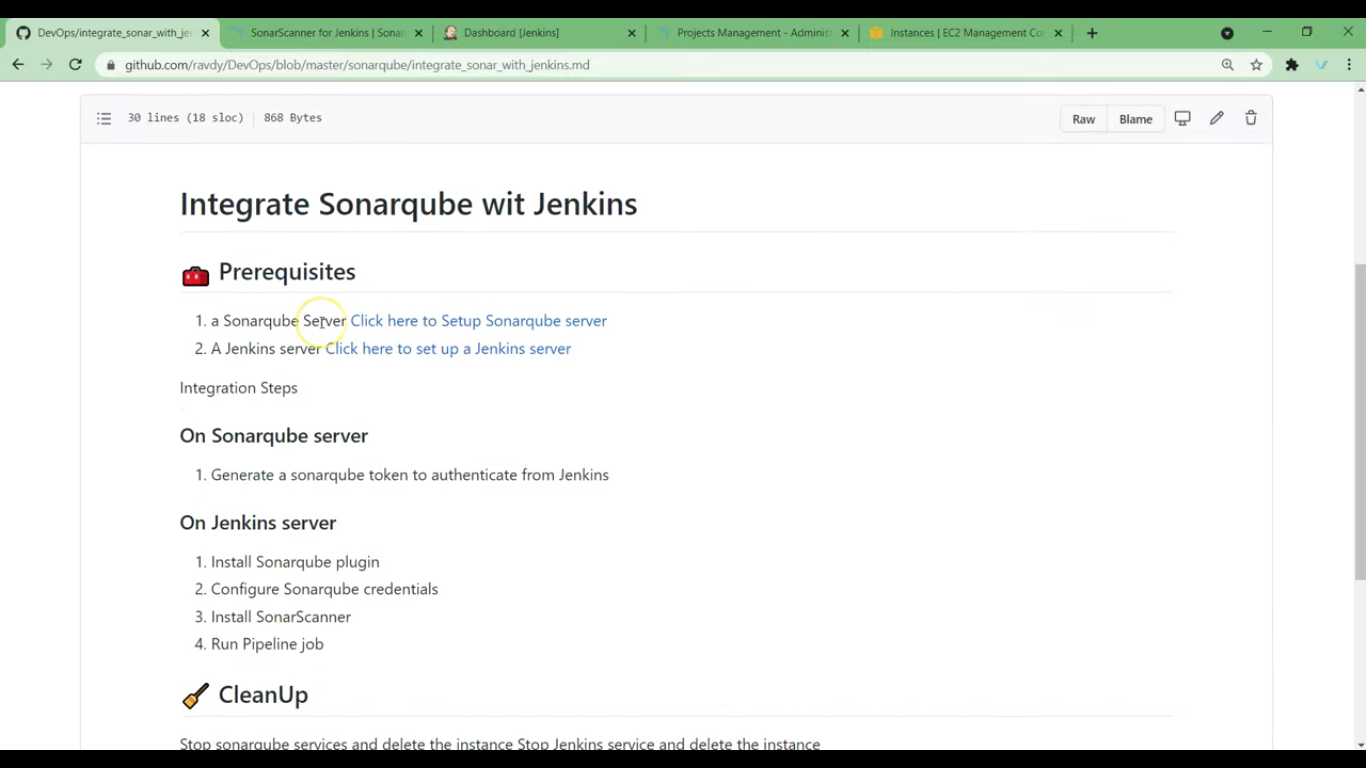 DevOps/integrate_sonar_with_je
SonarScanner for Jenkins | Sonar
Dashboard [Jenkins]
Projects Management - Adminis
Instances | EC2 Management Co
github.com/ravdy/DevOps/blob/master/sonarqube/integrate_sonar_with_jenkins.md
30 lines (18 sloc) 868 Bytes
Raw
Blame
Integrate Sonarqube wit Jenkins
Prerequisites
1. a Sonarqube Server Click here to Setup Sonarqube server
2. A Jenkins server Click here to set up a Jenkins server
Integration Steps
On Sonarqube server
1. Generate a sonarqube token to authenticate from Jenkins
On Jenkins server
1. Install Sonarqube plugin
2. Configure Sonarqube credentials
3. Install SonarScanner
4. Run Pipeline job
CleanUp
Stop sonarqube services and delete the instance Stop Jenkins service and delete the instance